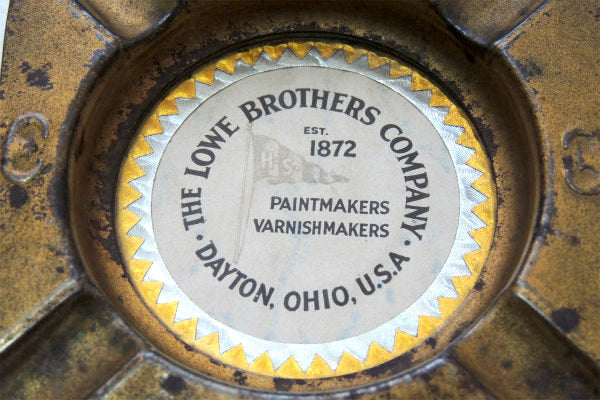 · THE LOWE BROTHERS COMPANY ·
EST.
1872
PAINTMAKERS
VARNISHMAKERS
DAYTON, OHIO, U.S.A